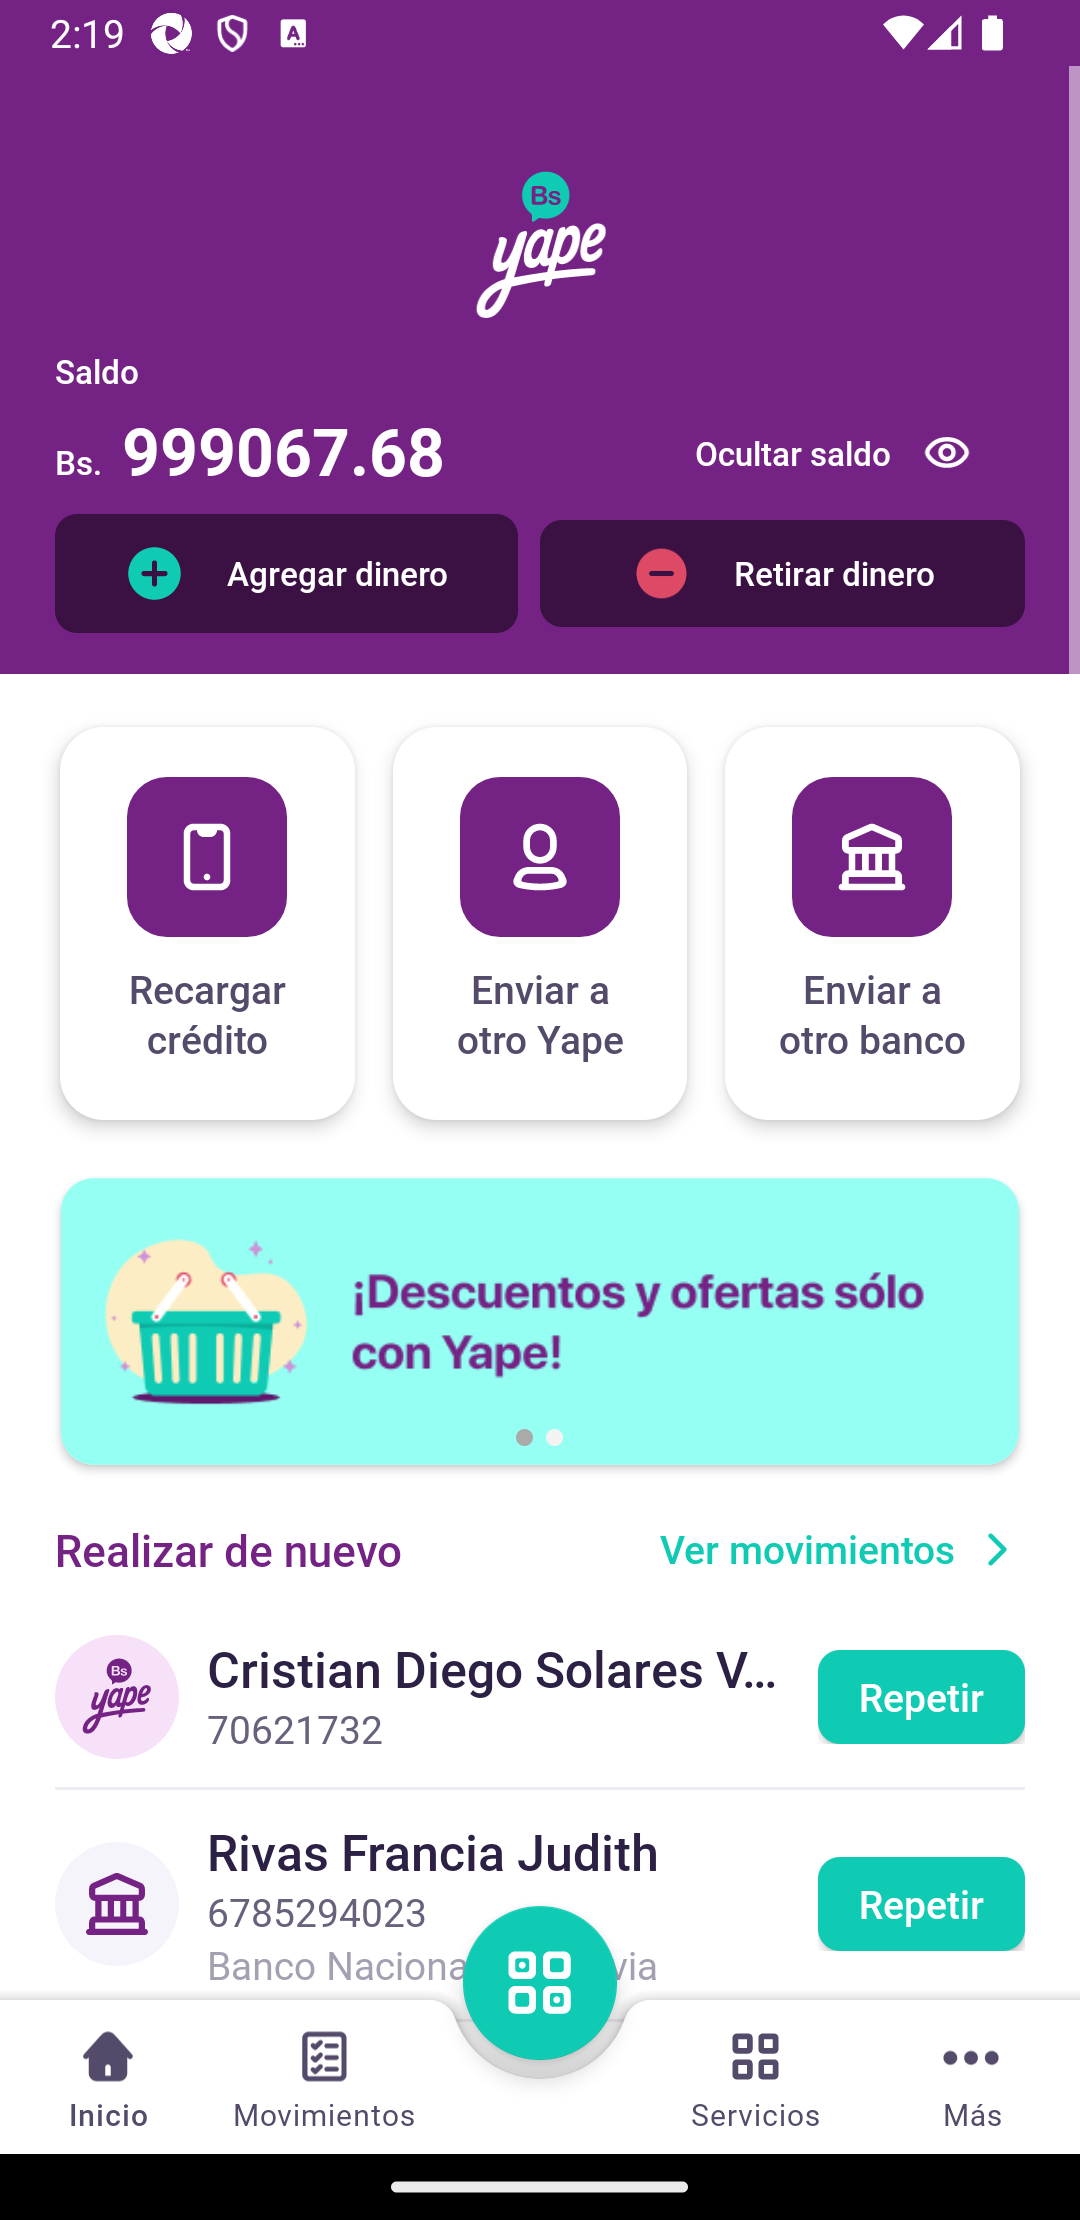 2:19
Bs
yape
Saldo
Bs. 999067.68
Ocultar saldo
Agregar dinero
Retirar dinero
Recargar
crédito
Enviar a
otro Yape
Enviar a
otro banco
¡Descuentos y ofertas sólo
con Yape!
Realizar de nuevo
Ver movimientos
Bs
yape
Cristian Diego Solares V...
70621732
Repetir
Rivas Francia Judith
6785294023
Banco Naciona via
Repetir
Inicio
Movimientos
Servicios
Más